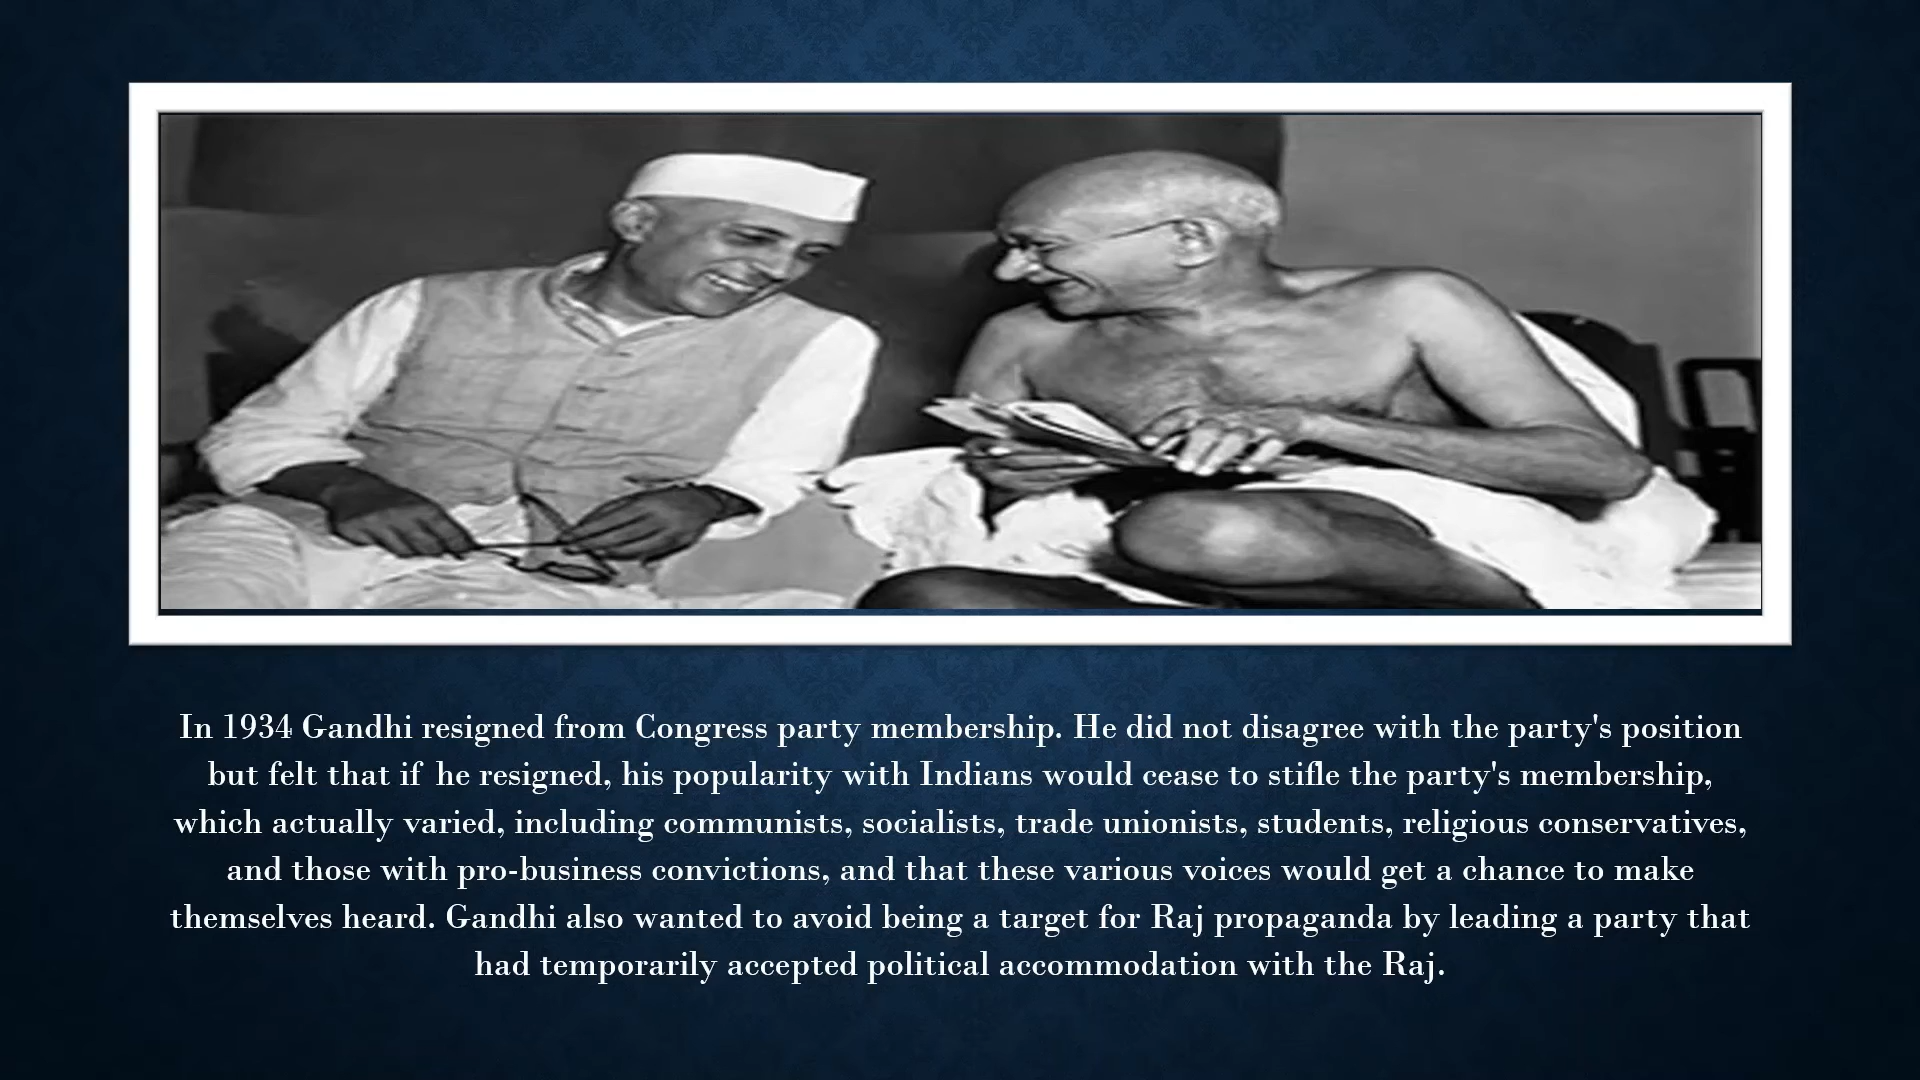 In 1934 Gandhi resigned from Congress party membership. He did not disagree with the party's position
but felt that if he resigned, his popularity with Indians would cease to stifle the party's membership,
which actually varied, including communists, socialists, trade unionists, students, religious conservatives,
and those with pro-business convictions, and that these various voices would get a chance to make
themselves heard. Gandhi also wanted to avoid being a target for Raj propaganda by leading a party that
had temporarily accepted political accommodation with the Raj.